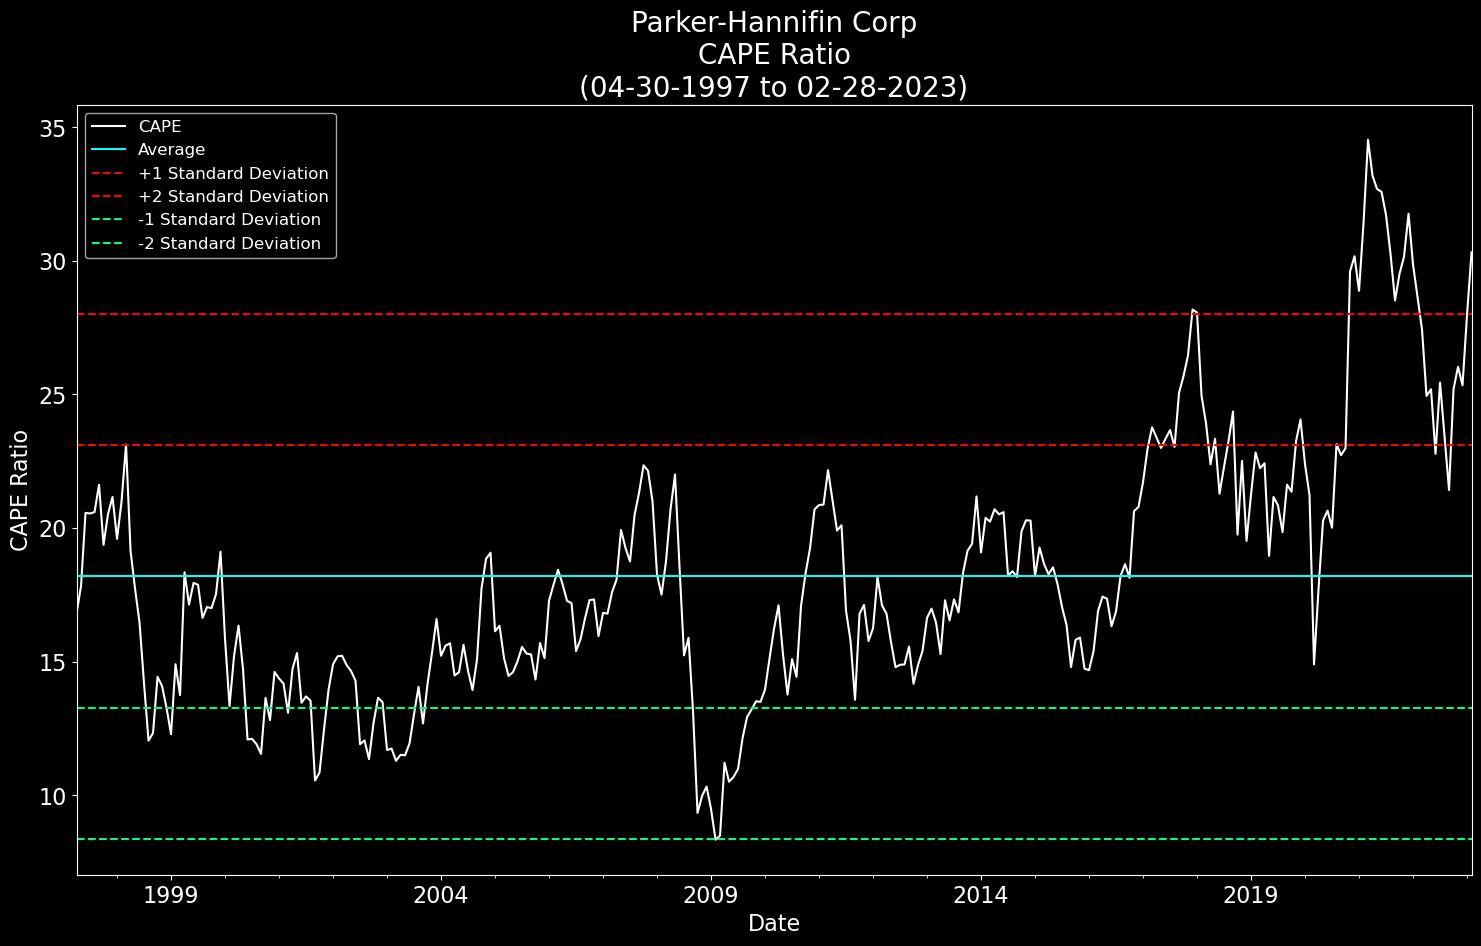 Parker-Hannifin Corp
CAPE Ratio
(04-30-1997 to 02-28-2023)
CAPE
Average
+1 Standard Deviation
+2 Standard Deviation
-1 Standard Deviation
-2 Standard Deviation
CAPE Ratio
35
30
25
20
15
10
1999
2004
2009
2014
2019
Date